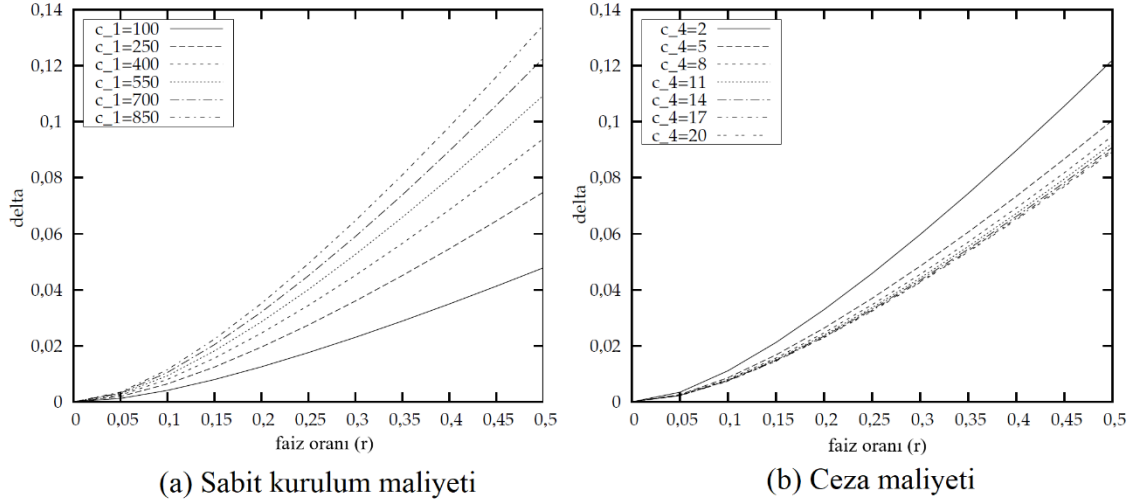 0,14
0,12
0,1
0,08
0,06
0,04
0,02
0
delta
c_1=100
c_1=250
c_1=400
c_1=550
c_1=700
c_1=850
0 0,05 0,1 0,15 0,2 0,25 0,3 0,35 0,4 0,45 0,5
faiz oranı (r)
(a) Sabit kurulum maliyeti
0,14
0,12
0,1
0,08
0,06
0,04
0,02
0
delta
c_4=2
c_4=5
c_4=8
c_4=11
c_4=14
c_4=17
c_4=20
0 0,05 0,1 0,15 0,2 0,25 0,3 0,35 0,4 0,45 0,5
faiz oranı (r)
(b) Ceza maliyeti